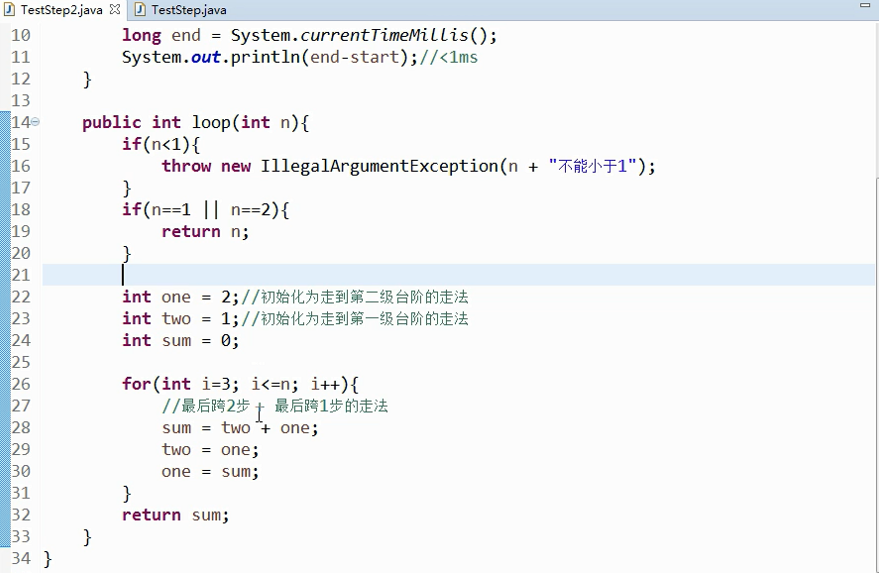 TestStep2.java TestStep.java
10 long end = System.currentTimeMillis();
11 System.out.println(end-start);//<1ms
12 }
13
14 public int loop(int n){
15 if(n<1){
16 throw new IllegalArgumentException(n + "不能小于1");
17 }
18 if(n==1 || n==2){
19 return n;
20 }
21
22 int one = 2;//初始化为走到第二级台阶的走法
23 int two = 1;//初始化为走到第一级台阶的走法
24 int sum = 0;
25
26 for(int i=3; i<=n; i++){
27 //最后跨2步 + 最后跨1步的走法
28 sum = two + one;
29 two = one;
30 one = sum;
31 }
32 return sum;
33 }
34 }